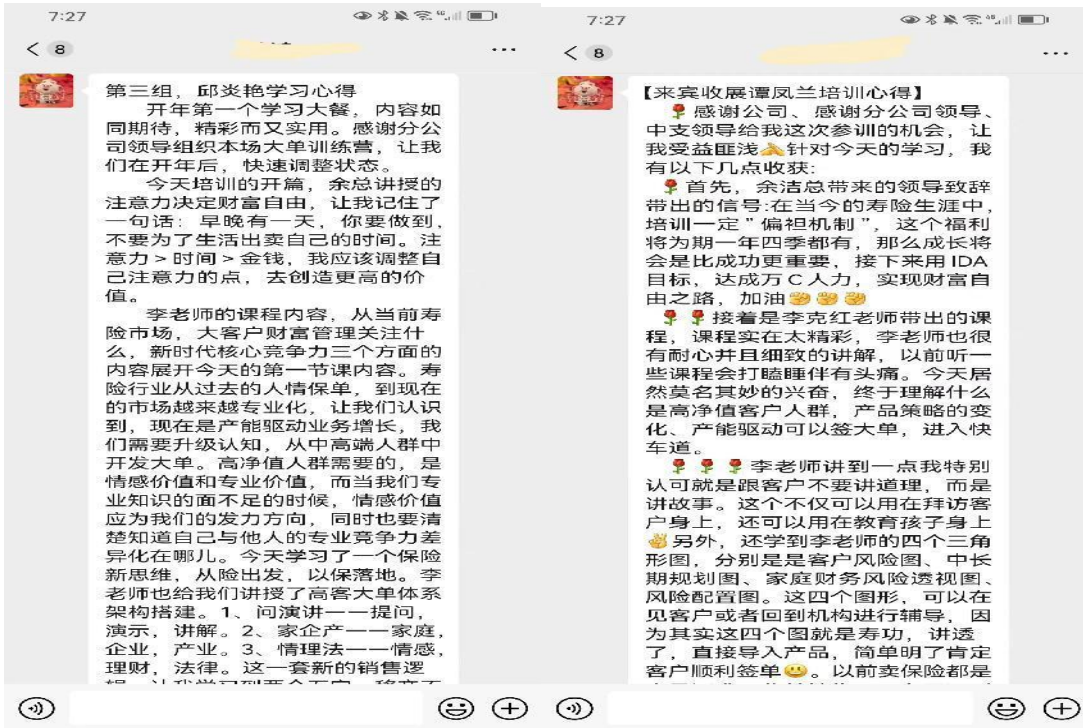 7:27
8
第三组，邱炎艳学习心得
开年第一个学习大餐，内容如
同期待，精彩而又实用。感谢分公
司领导组织本场大单训练营，让我
们在开年后，快速调整状态。
今天培训的开篇，余总讲授的
注意力决定财富自由，让我记住了
一句话：早晚有一天，你要做到，
不要为了生活出卖自己的时间。注
意力>时间>金钱，我应该调整自
己注意力的点，去创造更高的价
值。
李老师的课程内容，从当前寿
险市场，大客户财富管理关注什
么，新时代核心竞争力三个方面的
内容展开今天的第一节课内容。寿
险行业从过去的人情保单，到现在
的市场越来越专业化，让我们认识
到，现在是产能驱动业务增长，我
们需要升级认知，从中高端人群中
开发大单。高净值人群需要的，是
情感价值和专业价值，而当我们专
业知识的面不足的时候，情感价值
应为我们的发力方向，同时也要清
楚知道自己与他人的专业竞争力差
异化在哪儿。今天学习了一个保险
新思维，从险出发，以保落地。李
老师也给我们讲授了高客大单体系
架构搭建。1、问演讲——提问，
演示，讲解。2、家企产——家庭，
企业，产业。3、情理法——情感，
理财，法律。这一套新的销售逻
7:27
8
【来宾收展谭凤兰培训心得】
🌹感谢公司、感谢分公司领导、
中支领导给我这次参训的机会，让
我受益匪浅🙏针对今天的学习，我
有以下几点收获：
🌹首先，余洁总带来的领导致辞
带出的信号:在当今的寿险生涯中，
培训一定"偏袒机制"，这个福利
将为期一年四季都有，那么成长将
会是比成功更重要，接下来用IDA
目标，达成万C人力，实现财富自
由之路，加油✊✊✊
🌹🌹接着是李克红老师带出的课
程，课程实在太精彩，李老师也很
有耐心并且细致的讲解，以前听一
些课程会打瞌睡伴有头痛。今天居
然莫名其妙的兴奋，终于理解什么
是高净值客户人群，产品策略的变
化、产能驱动可以签大单，进入快
车道。
🌹🌹🌹李老师讲到一点我特别
认可就是跟客户不要讲道理，而是
讲故事。这个不仅可以用在拜访客
户身上，还可以用在教育孩子身上
✌另外，还学到李老师的四个三角
形图，分别是是客户风险图、中长
期规划图、家庭财务风险透视图、
风险配置图。这四个图形，可以在
见客户或者回到机构进行辅导，因
为其实这四个图就是寿功，讲透
了，直接导入产品，简单明了肯定
客户顺利签单😃。以前卖保险都是